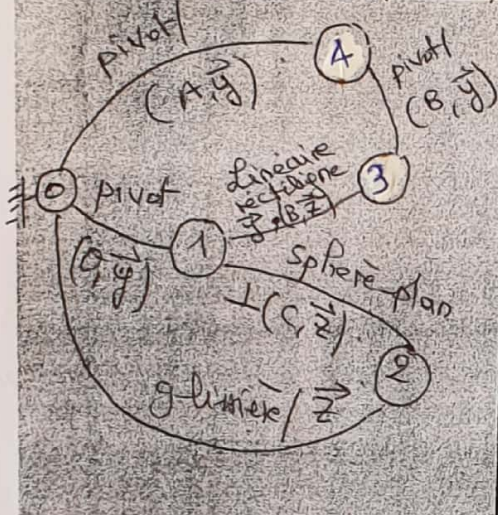 pivot
(A, y⃗)
4
pivot
(B, y⃗)
0
pivot
(O, y⃗)
1
Linéaire
rectiligne
y⃗, (B, z⃗)
3
sphère-plan
⊥ (C, z⃗)
2
glissière / z⃗